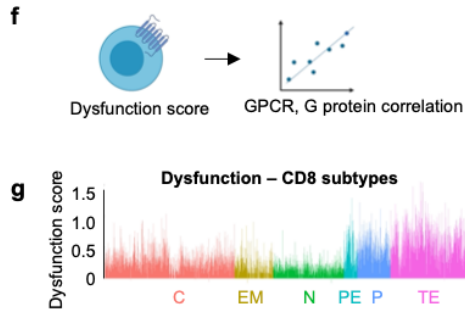 f
Dysfunction score
GPCR, G protein correlation
g
Dysfunction – CD8 subtypes
Dysfunction score
1.5
1.0
0.5
0
C EM N PE P TE